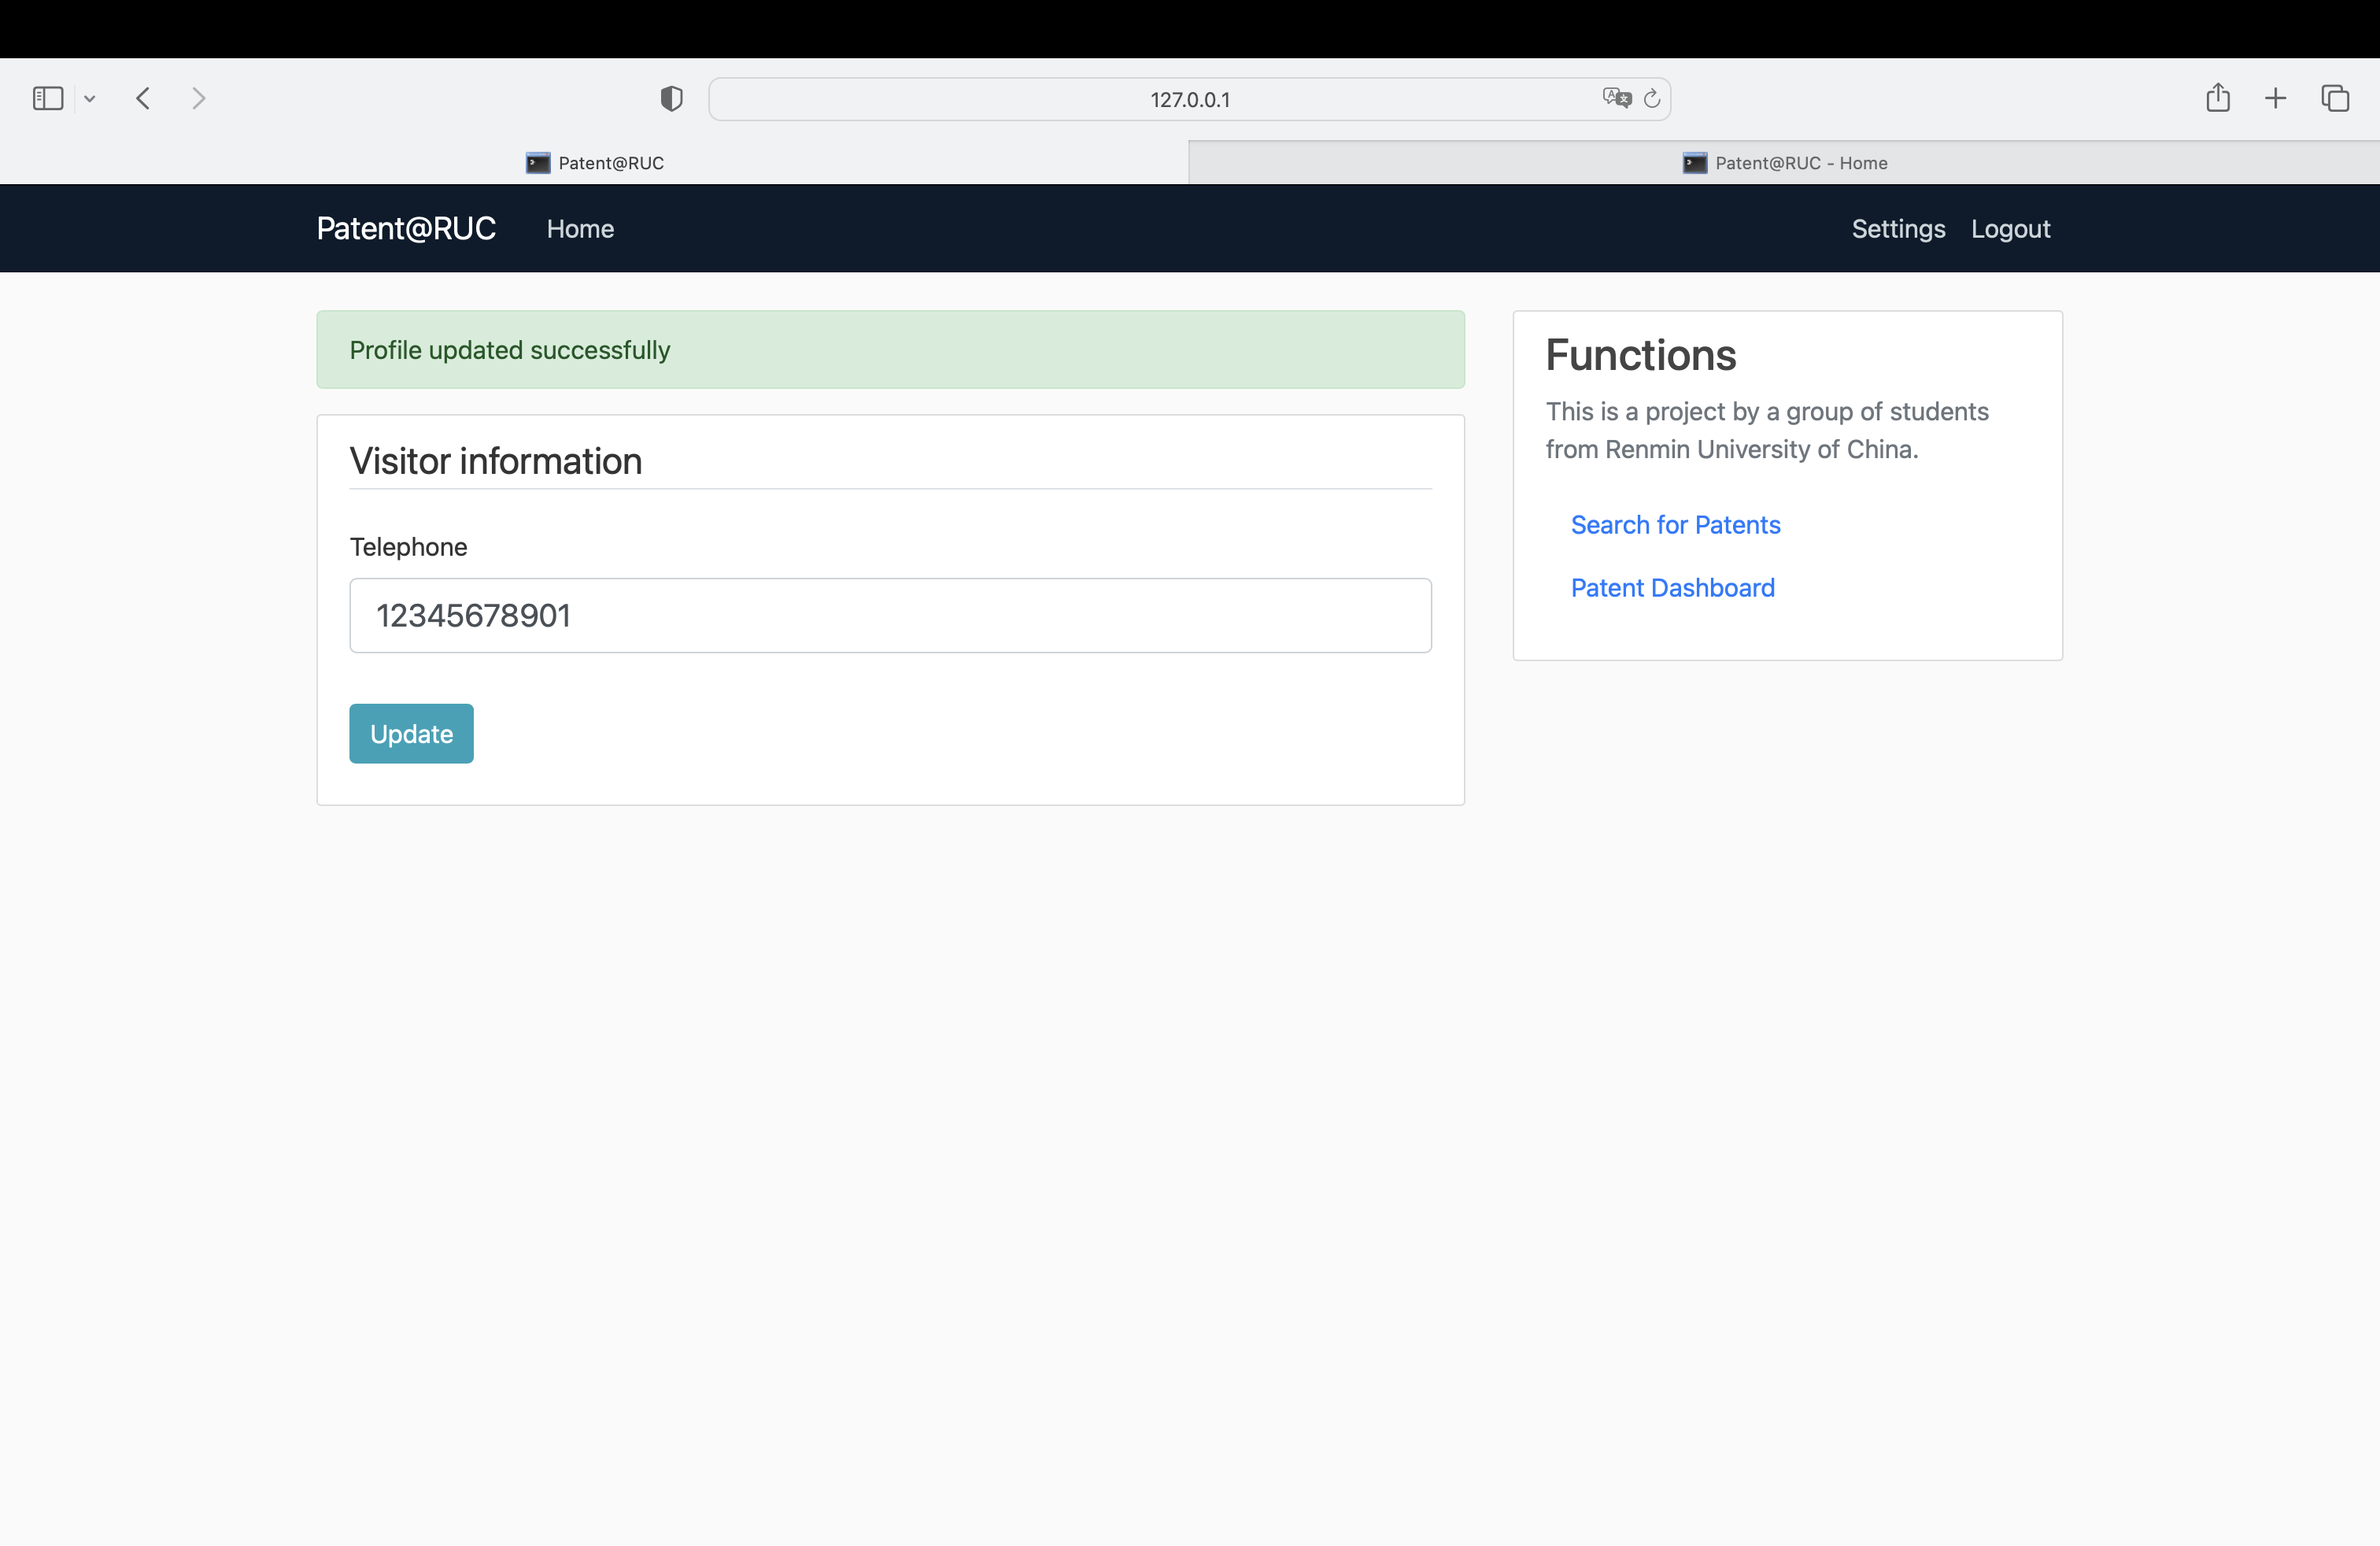 127.0.0.1
Patent@RUC
Patent@RUC - Home
Patent@RUC
Home
Settings
Logout
Profile updated successfully
Visitor information
Telephone
12345678901
Update
Functions
This is a project by a group of students
from Renmin University of China.
Search for Patents
Patent Dashboard